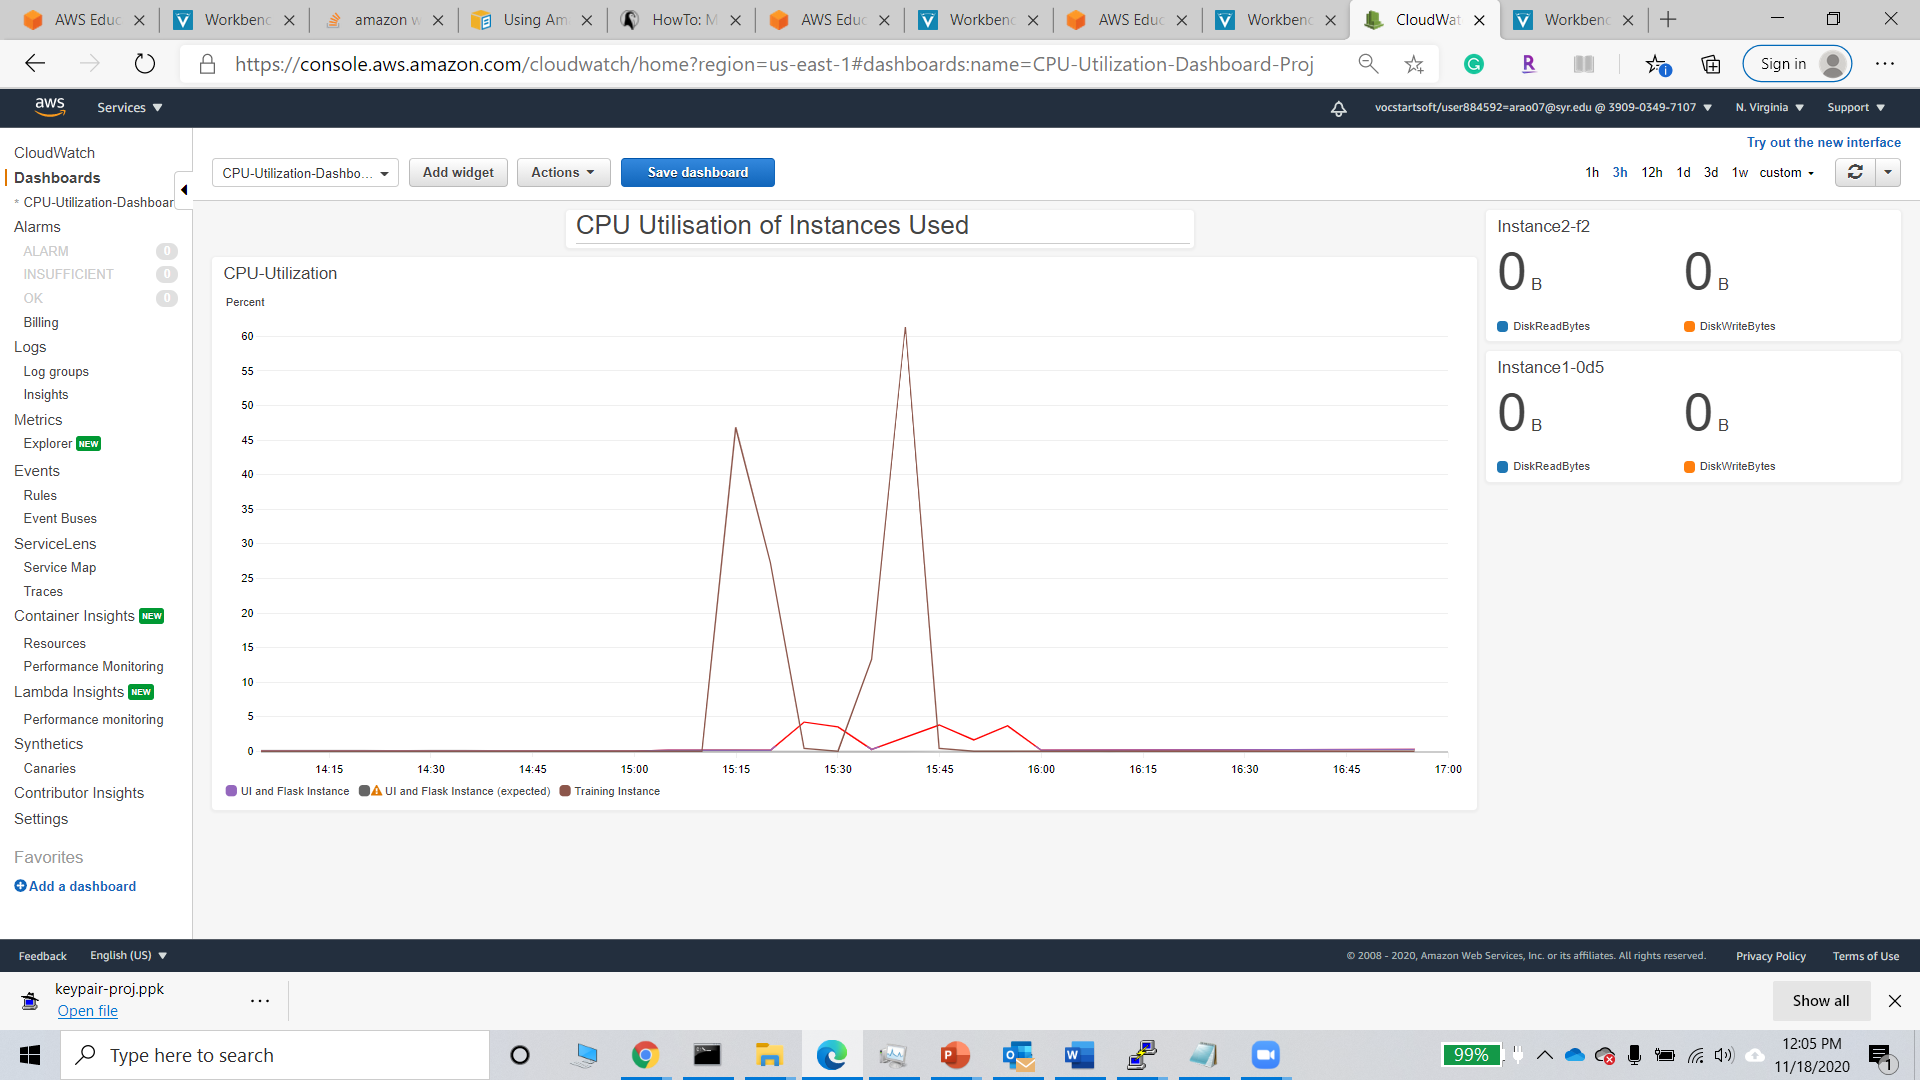 AWS Educ
Workbenc
amazon w
Using Am
HowTo: M
AWS Educ
Workbenc
AWS Educ
Workbenc
CloudWat
Workbenc
https://console.aws.amazon.com/cloudwatch/home?region=us-east-1#dashboards:name=CPU-Utilization-Dashboard-Proj
Sign in
aws
Services
vocstartsoft/user884592=arao07@syr.edu @ 3909-0349-7107
N. Virginia
Support
CloudWatch
Dashboards
* CPU-Utilization-Dashboar
Alarms
ALARM 0
INSUFFICIENT 0
OK 0
Billing
Logs
Log groups
Insights
Metrics
Explorer NEW
Events
Rules
Event Buses
ServiceLens
Service Map
Traces
Container Insights NEW
Resources
Performance Monitoring
Lambda Insights NEW
Performance monitoring
Synthetics
Canaries
Contributor Insights
Settings
Favorites
Add a dashboard
Try out the new interface
CPU-Utilization-Dashbo...
Add widget
Actions
Save dashboard
1h 3h 12h 1d 3d 1w custom
CPU Utilisation of Instances Used
CPU-Utilization
Percent
60
55
50
45
40
35
30
25
20
15
10
5
0
14:15 14:30 14:45 15:00 15:15 15:30 15:45 16:00 16:15 16:30 16:45 17:00
UI and Flask Instance UI and Flask Instance (expected) Training Instance
Instance2-f2
0 B 0 B
DiskReadBytes DiskWriteBytes
Instance1-0d5
0 B 0 B
DiskReadBytes DiskWriteBytes
Feedback
English (US)
© 2008 - 2020, Amazon Web Services, Inc. or its affiliates. All rights reserved.
Privacy Policy
Terms of Use
keypair-proj.ppk
Open file
Show all
Type here to search
99%
12:05 PM
11/18/2020
1